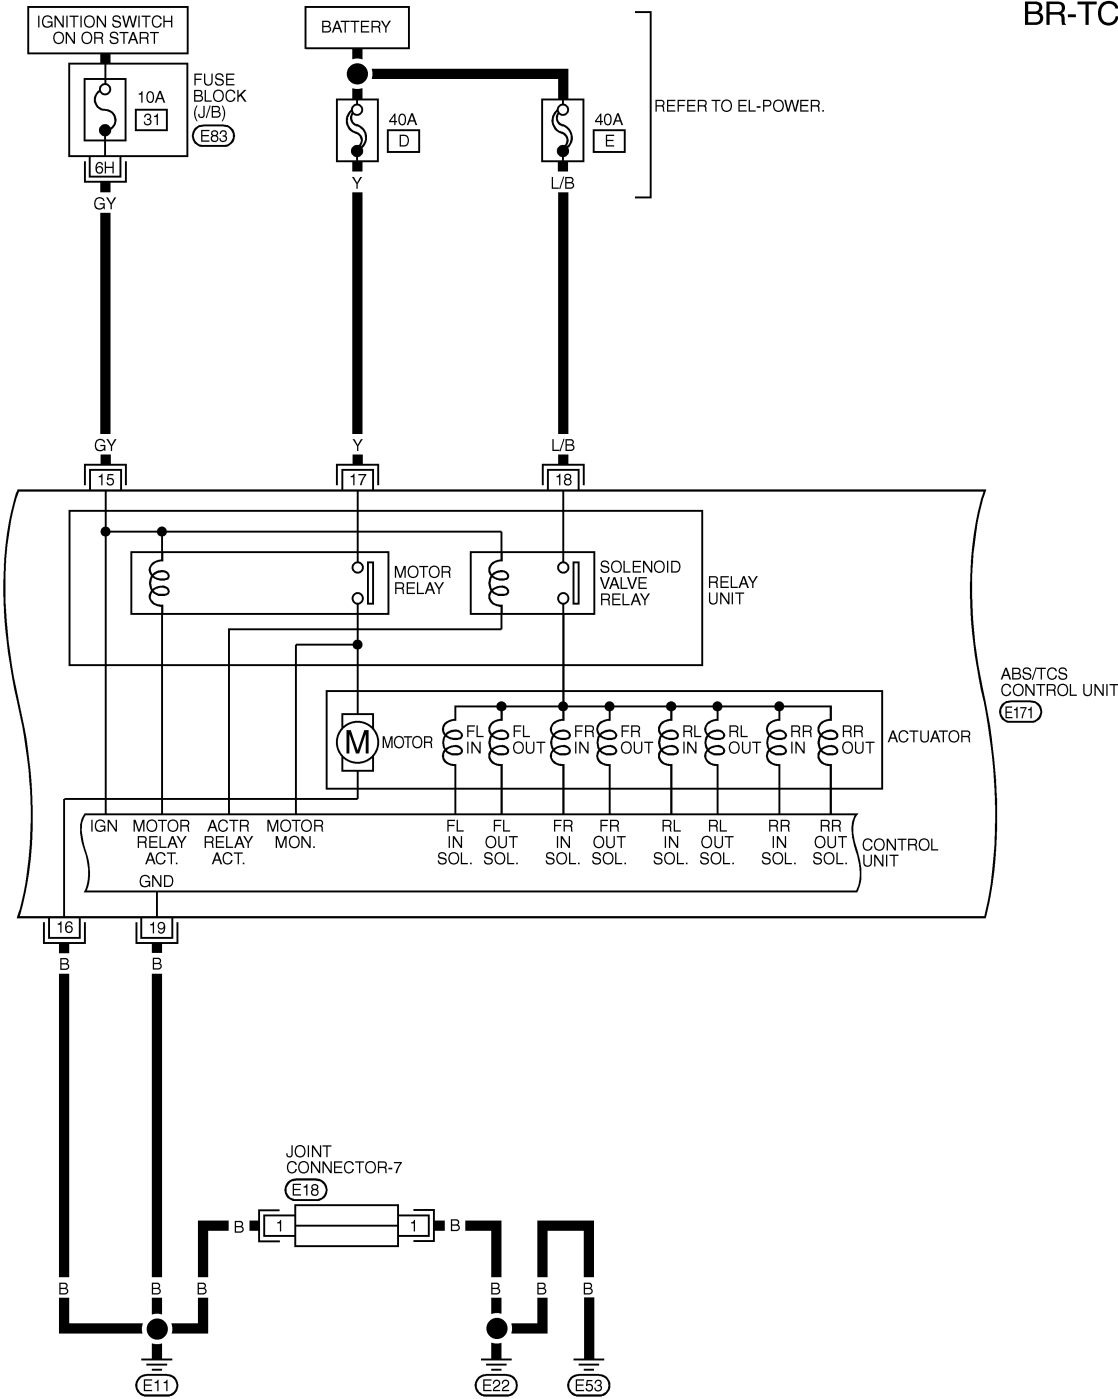 BR-TC
IGNITION SWITCH
ON OR START
BATTERY
FUSE
BLOCK
(J/B)
E83
10A
31
6H
GY
40A
D
Y
40A
E
L/B
REFER TO EL-POWER.
GY
Y
L/B
15
17
18
MOTOR
RELAY
SOLENOID
VALVE
RELAY
RELAY
UNIT
ABS/TCS
CONTROL UNIT
E171
M
MOTOR
FL
IN
FL
OUT
FR
IN
FR
OUT
RL
IN
RL
OUT
RR
IN
RR
OUT
ACTUATOR
IGN
MOTOR
RELAY
ACT.
ACTR
RELAY
ACT.
MOTOR
MON.
FL
IN
SOL.
FL
OUT
SOL.
FR
IN
SOL.
FR
OUT
SOL.
RL
IN
SOL.
RL
OUT
SOL.
RR
IN
SOL.
RR
OUT
SOL.
CONTROL
UNIT
GND
16
19
B
B
JOINT
CONNECTOR-7
E18
B
1
1
B
B
B
B
B
B
B
E11
E22
E53